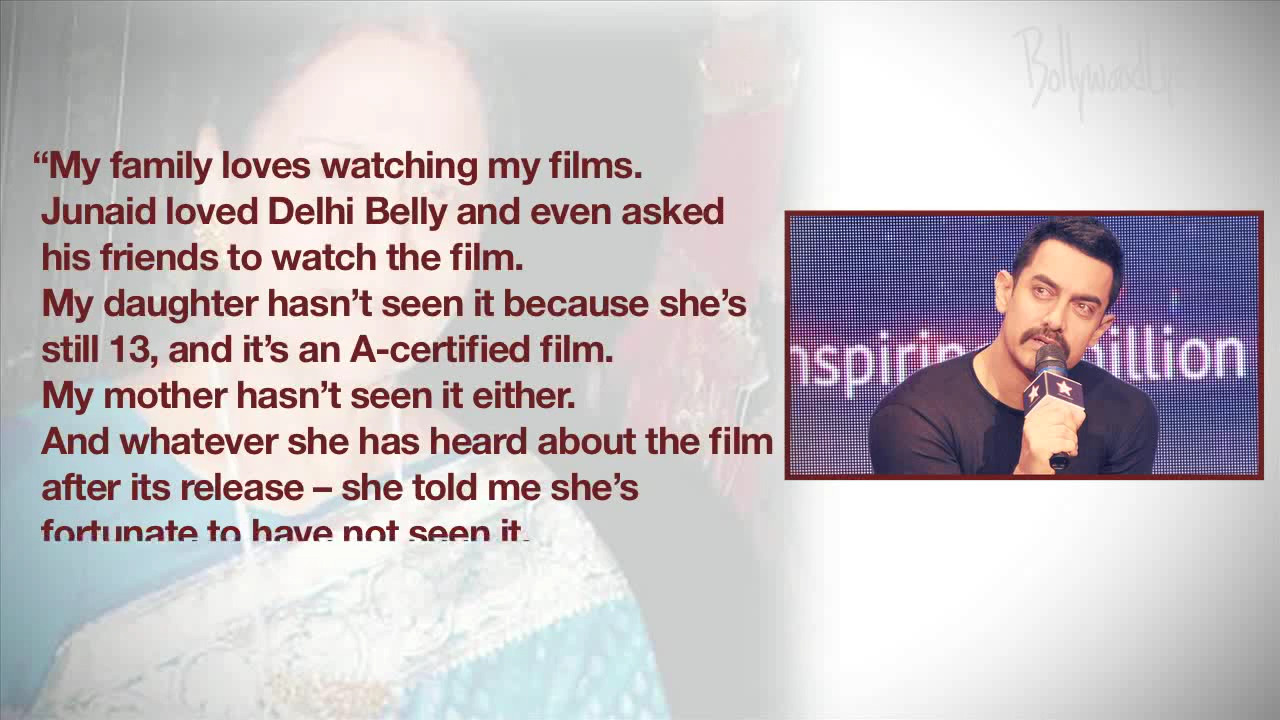 BollywoodU
“My family loves watching my films.
Junaid loved Delhi Belly and even asked
his friends to watch the film.
My daughter hasn’t seen it because she’s
still 13, and it’s an A-certified film.
My mother hasn’t seen it either.
And whatever she has heard about the film
after its release – she told me she’s
fortunate to have not seen it.
nspirin illion